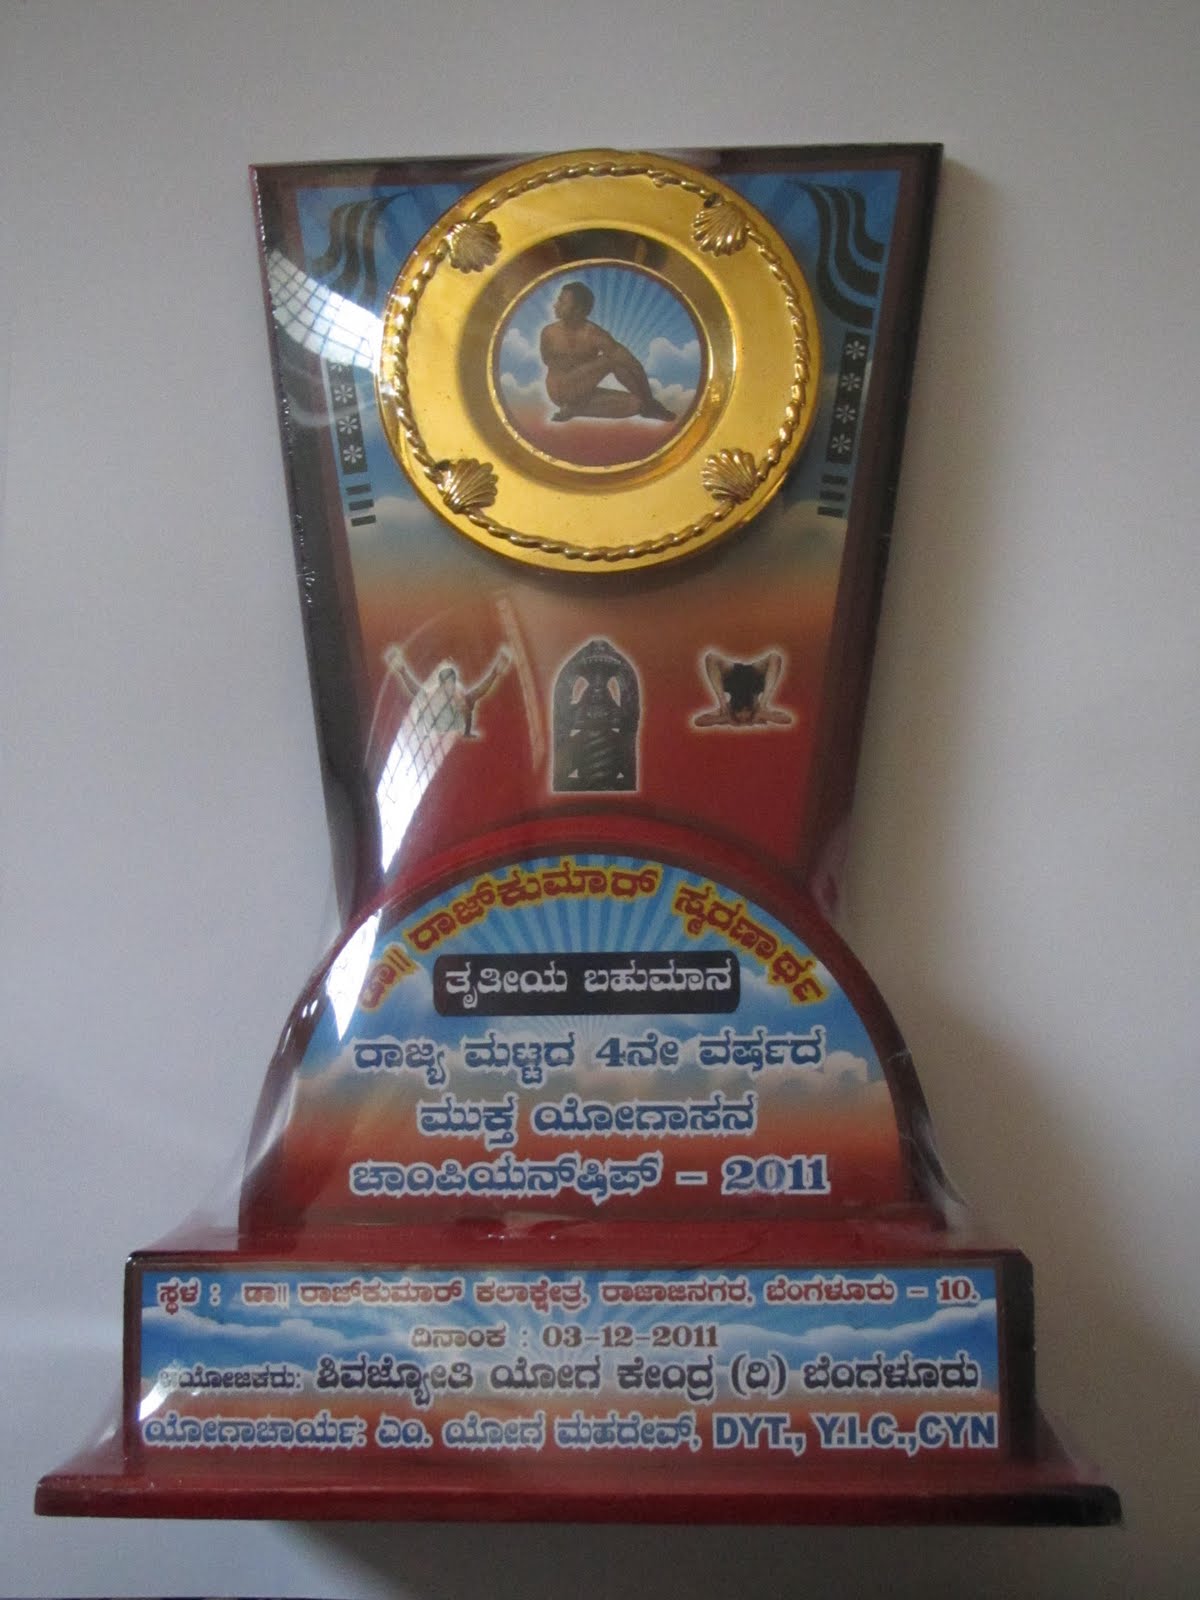 ಡಾ|| ರಾಜ್‌ಕುಮಾರ್ ಸ್ಮರಣಾರ್ಥ
ತೃತೀಯ ಬಹುಮಾನ
ರಾಜ್ಯ ಮಟ್ಟದ 4ನೇ ವರ್ಷದ
ಮುಕ್ತ ಯೋಗಾಸನ
ಚಾಂಪಿಯನ್‌ಷಿಪ್ – 2011
ಸ್ಥಳ : ಡಾ|| ರಾಜ್‌ಕುಮಾರ್ ಕಲಾಕ್ಷೇತ್ರ, ರಾಜಾಜಿನಗರ, ಬೆಂಗಳೂರು – 10.
ದಿನಾಂಕ : 03-12-2011
ಆಯೋಜಕರು: ಶಿವಜ್ಯೋತಿ ಯೋಗ ಕೇಂದ್ರ (ರಿ) ಬೆಂಗಳೂರು
ಯೋಗಾಚಾರ್ಯ: ಎಂ. ಯೋಗ ಮಹದೇವ್, DYT., Y.I.C.,CYN